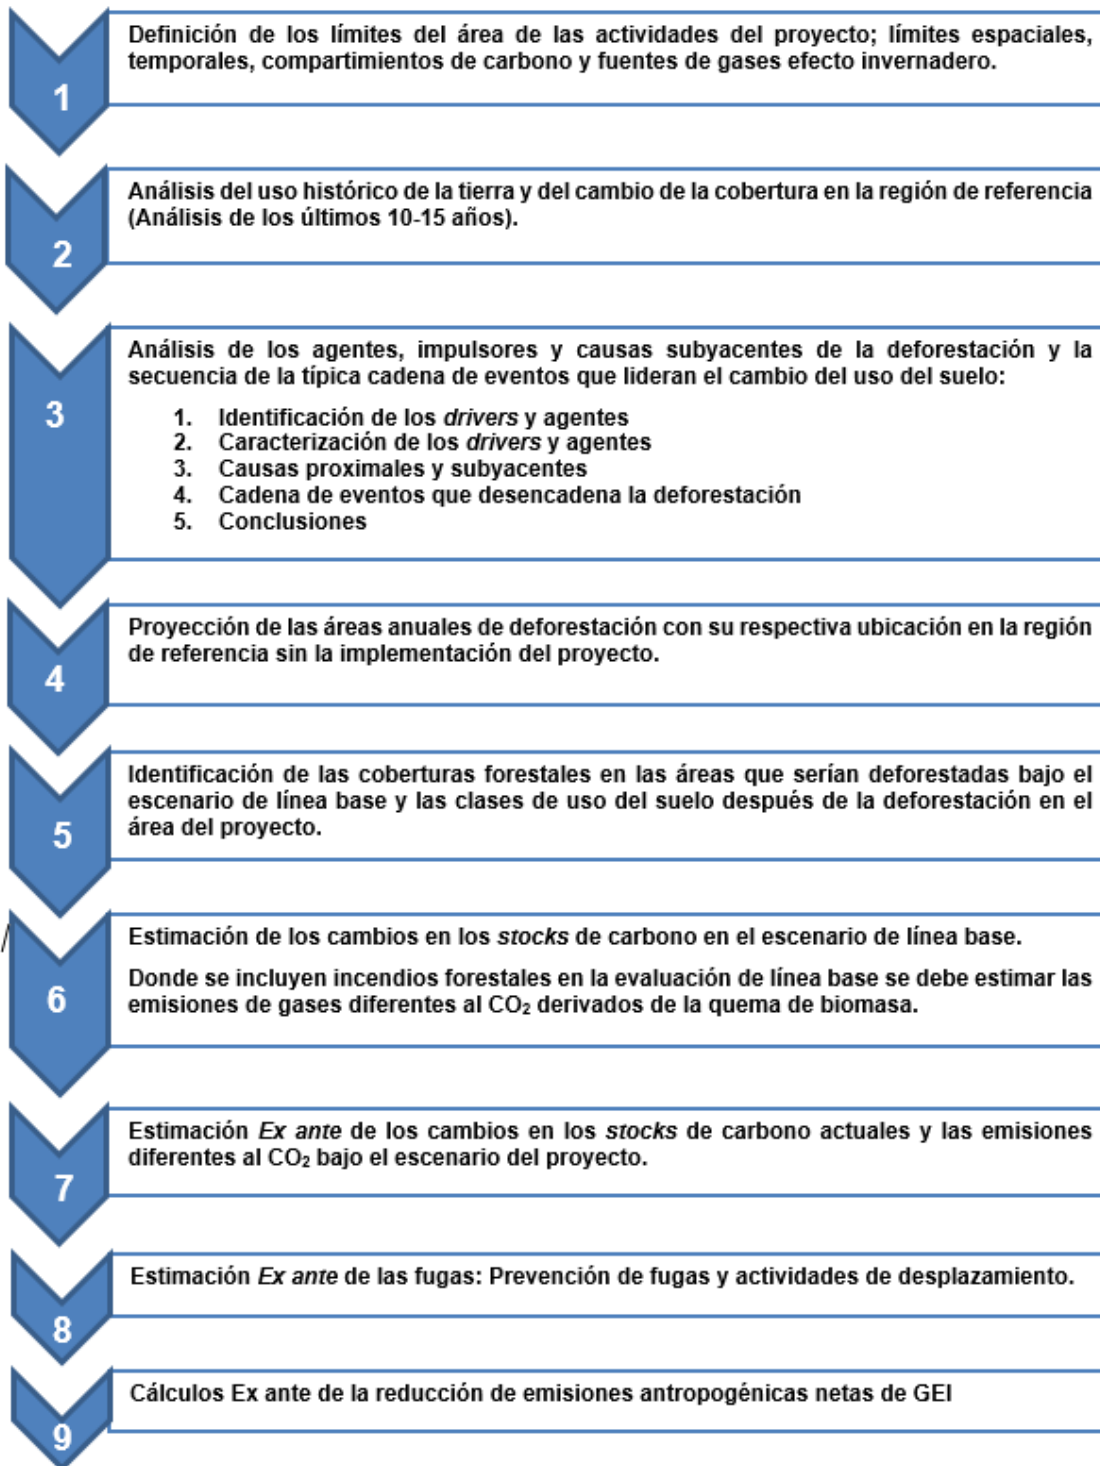 Definición de los límites del área de las actividades del proyecto; límites espaciales,
temporales, compartimientos de carbono y fuentes de gases efecto invernadero.
1
Análisis del uso histórico de la tierra y del cambio de la cobertura en la región de referencia
(Análisis de los últimos 10-15 años).
2
Análisis de los agentes, impulsores y causas subyacentes de la deforestación y la
secuencia de la típica cadena de eventos que lideran el cambio del uso del suelo:
3
1. Identificación de los drivers y agentes
2. Caracterización de los drivers y agentes
3. Causas proximales y subyacentes
4. Cadena de eventos que desencadena la deforestación
5. Conclusiones
Proyección de las áreas anuales de deforestación con su respectiva ubicación en la región
de referencia sin la implementación del proyecto.
4
Identificación de las coberturas forestales en las áreas que serían deforestadas bajo el
escenario de línea base y las clases de uso del suelo después de la deforestación en el
área del proyecto.
5
Estimación de los cambios en los stocks de carbono en el escenario de línea base.
Donde se incluyen incendios forestales en la evaluación de línea base se debe estimar las
emisiones de gases diferentes al CO₂ derivados de la quema de biomasa.
6
Estimación Ex ante de los cambios en los stocks de carbono actuales y las emisiones
diferentes al CO₂ bajo el escenario del proyecto.
7
Estimación Ex ante de las fugas: Prevención de fugas y actividades de desplazamiento.
8
Cálculos Ex ante de la reducción de emisiones antropogénicas netas de GEI
9